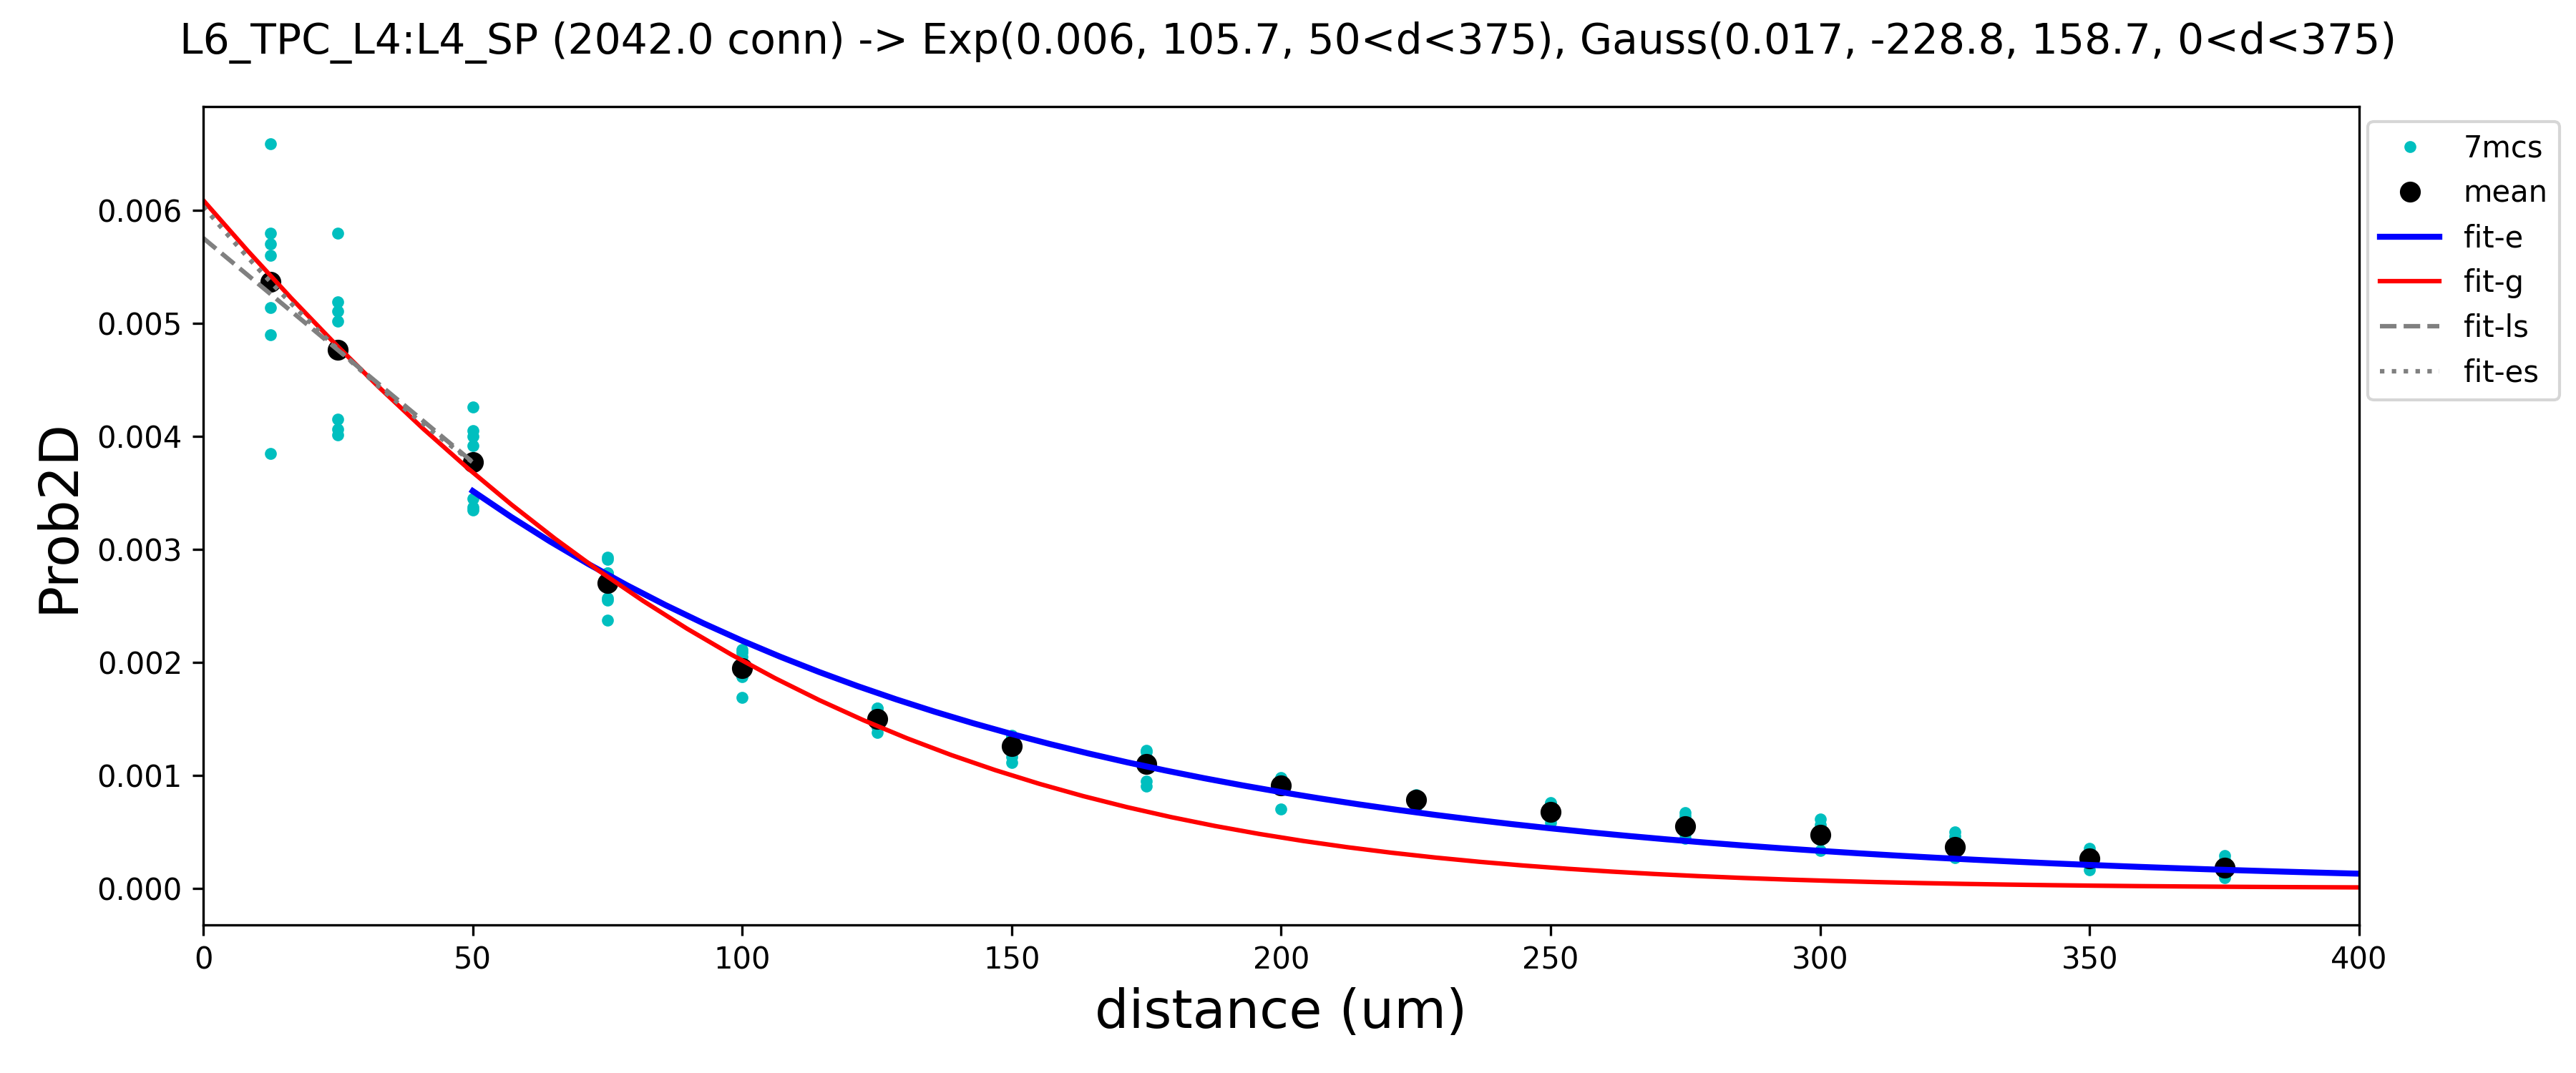 L6_TPC_L4:L4_SP (2042.0 conn) -> Exp(0.006, 105.7, 50<d<375), Gauss(0.017, -228.8, 158.7, 0<d<375)
7mcs
mean
fit-e
fit-g
fit-ls
fit-es
Prob2D
0.006
0.005
0.004
0.003
0.002
0.001
0.000
0 50 100 150 200 250 300 350 400
distance (um)